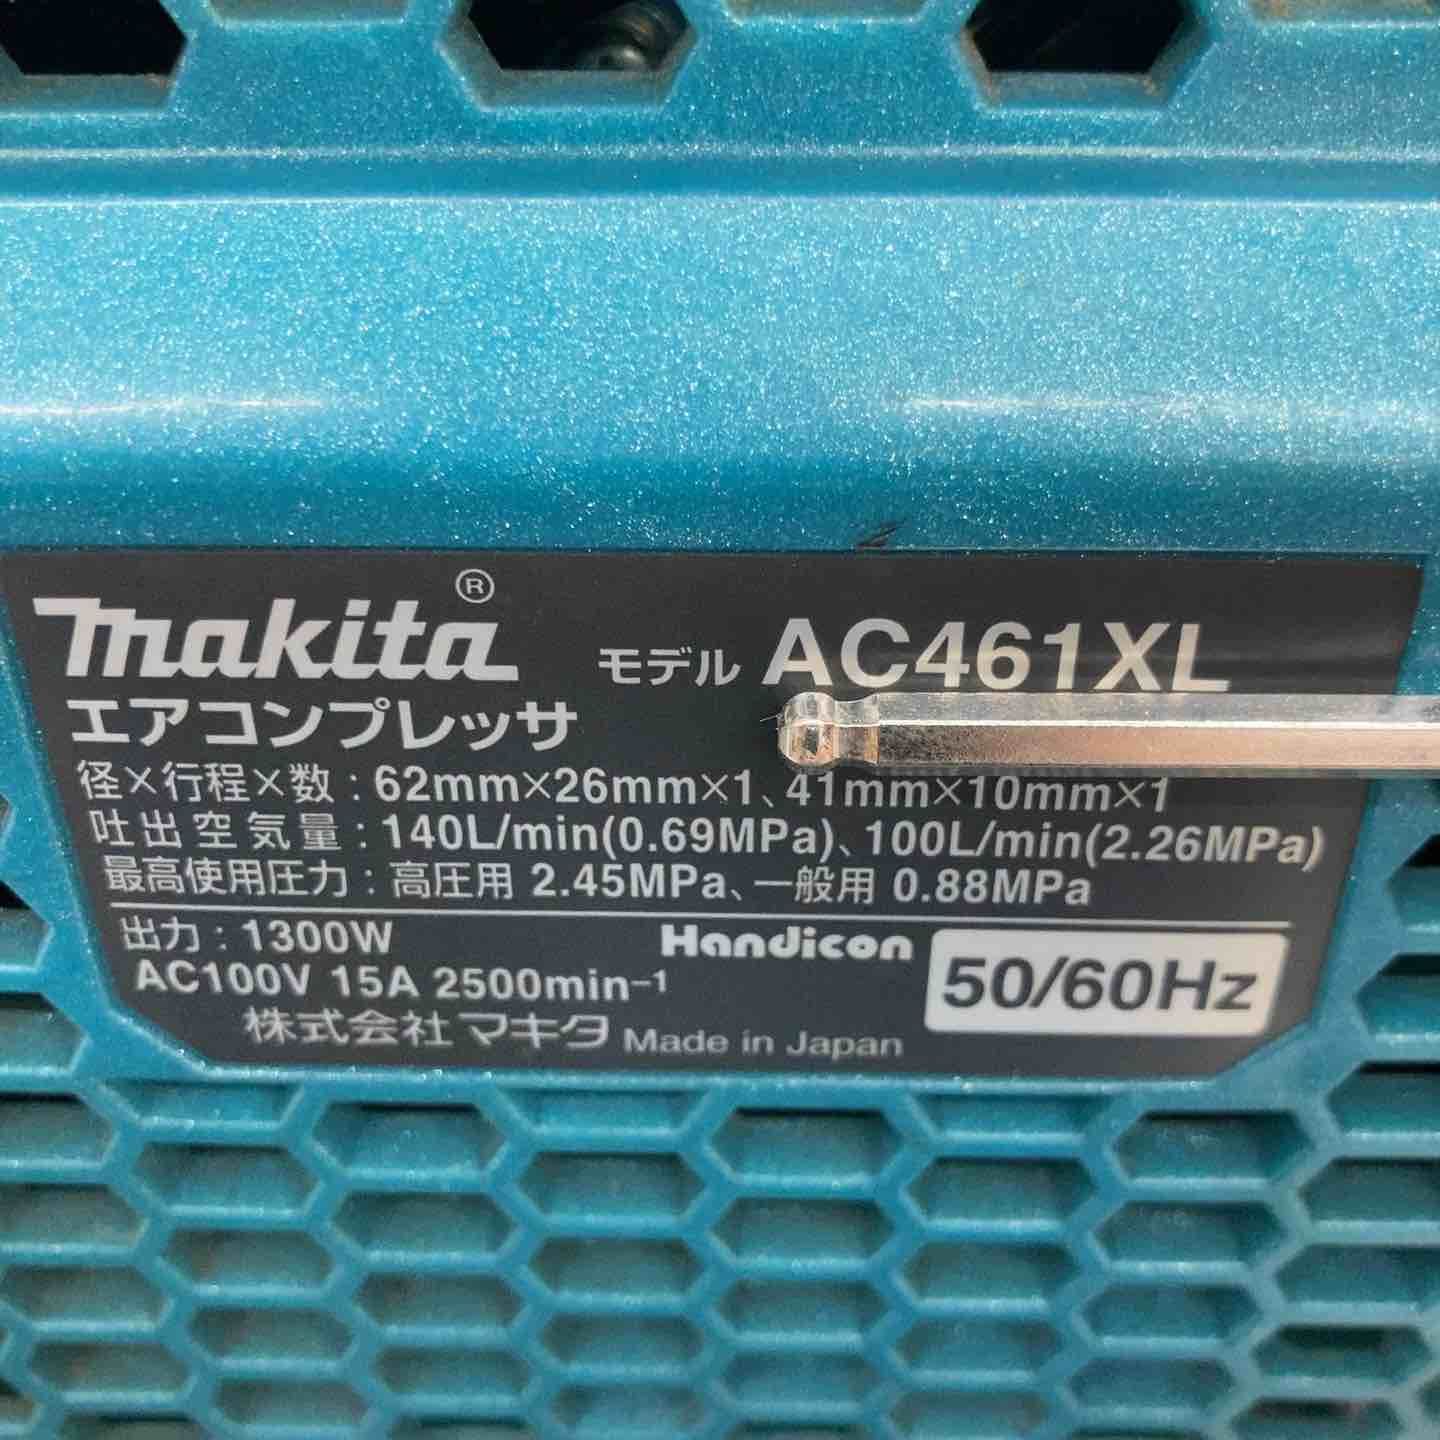 makita®
モデル AC461XL
エアコンプレッサ
径×行程×数：62mm×26mm×1、41mm×10mm×1
吐出空気量：140L/min(0.69MPa)、100L/min(2.26MPa)
最高使用圧力：高圧用 2.45MPa、一般用 0.88MPa
出力：1300W
Handicon
50/60Hz
AC100V 15A 2500min⁻¹
株式会社マキタ Made in Japan